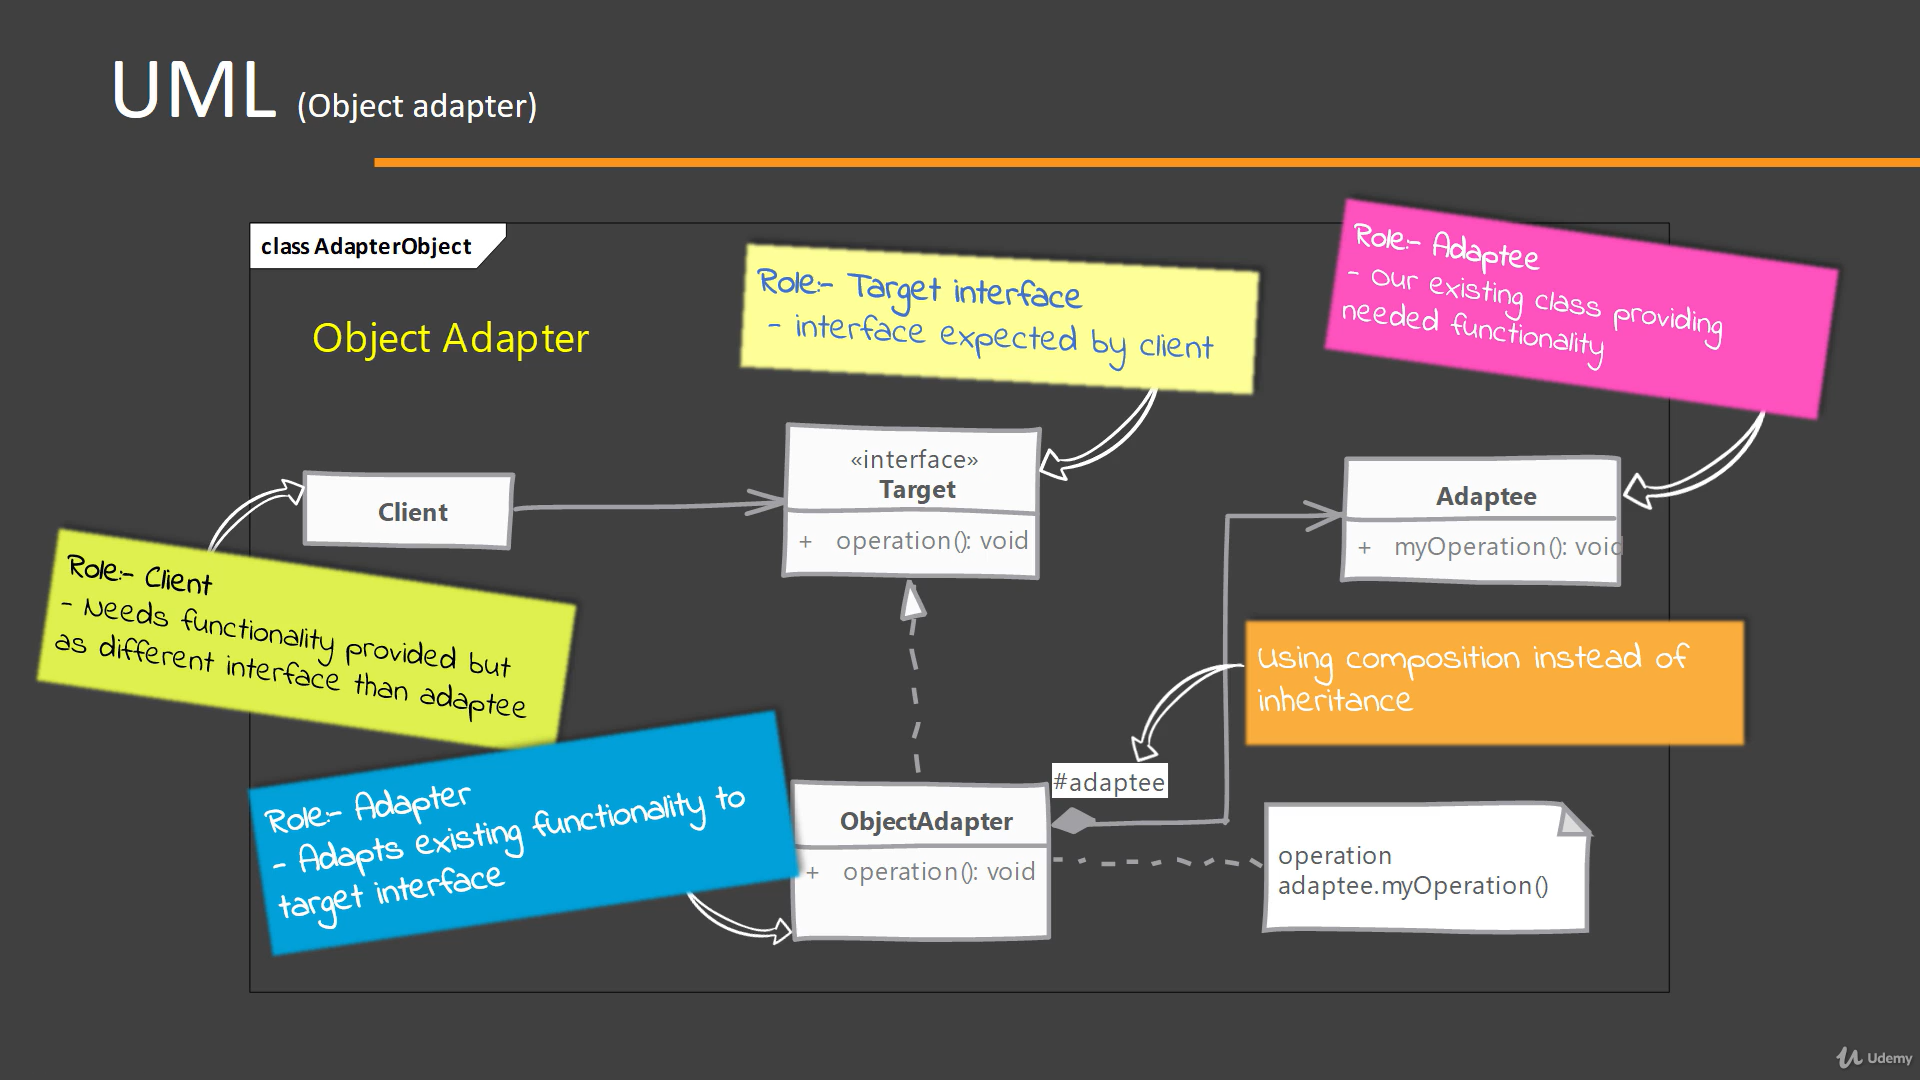 UML (Object adapter)
class AdapterObject
Object Adapter
Role:- Target interface
- interface expected by client
Role:- Adaptee
- Our existing class providing
needed functionality
Client
«interface»
Target
+ operation(): void
Adaptee
+ myOperation(): void
Role:- Client
- Needs functionality provided but
as different interface than adaptee
Using composition instead of
inheritance
Role:- Adapter
- Adapts existing functionality to
target interface
#adaptee
ObjectAdapter
+ operation(): void
operation
adaptee.myOperation()
Udemy